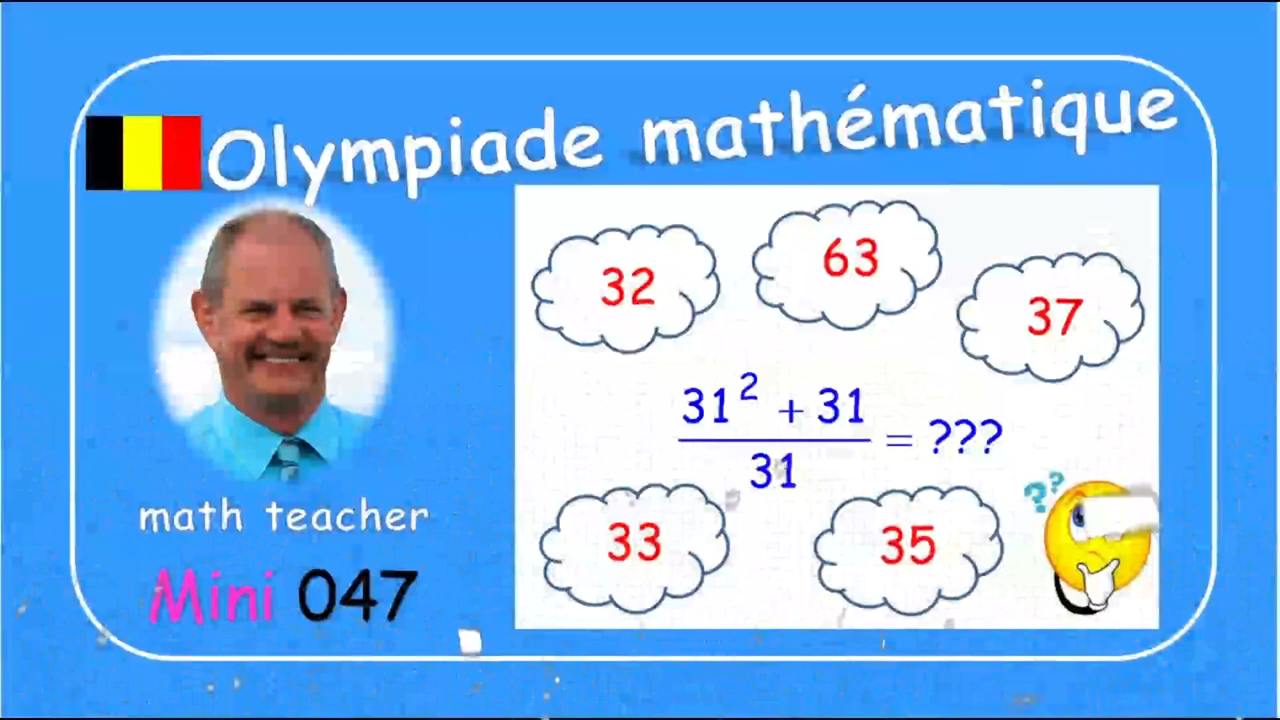 Olympiade mathématique
32
63
37
31² + 31
31
= ???
??
33
35
math teacher
Mini 047